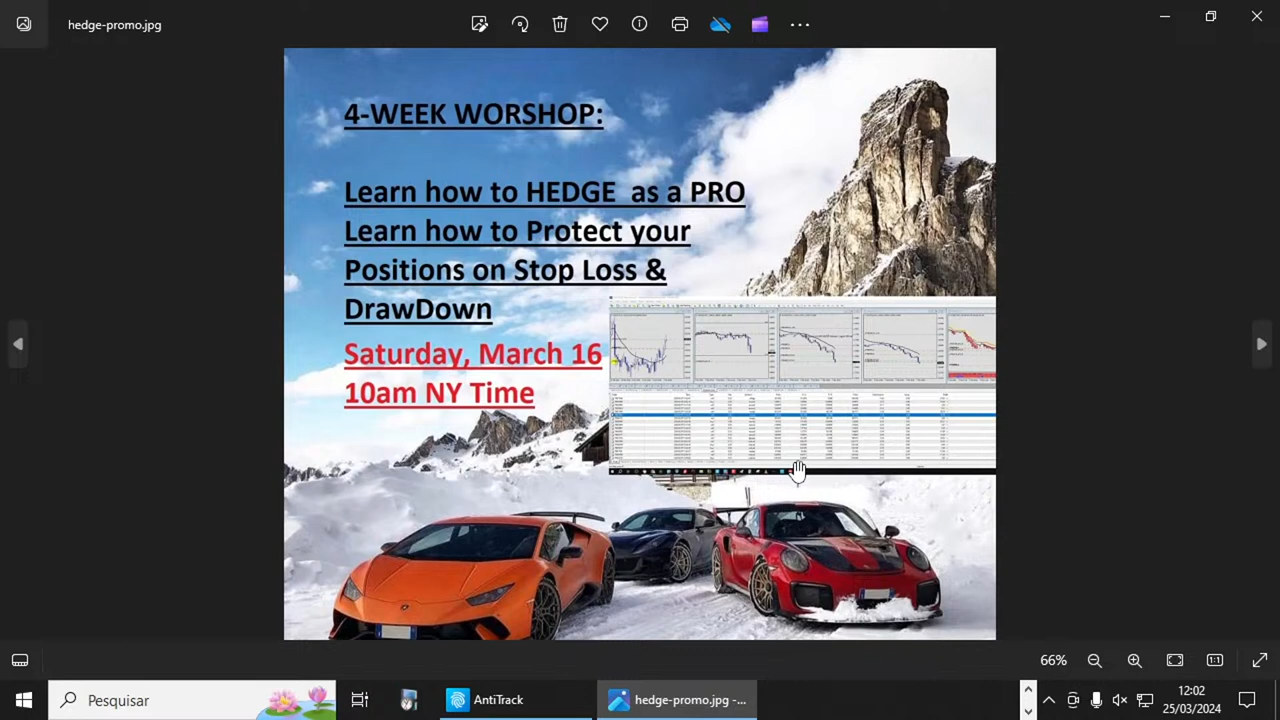 hedge-promo.jpg
4-WEEK WORSHOP:
Learn how to HEDGE as a PRO
Learn how to Protect your
Positions on Stop Loss &
DrawDown
Saturday, March 16
10am NY Time
66%
Pesquisar
AntiTrack
hedge-promo.jpg -...
12:02
25/03/2024